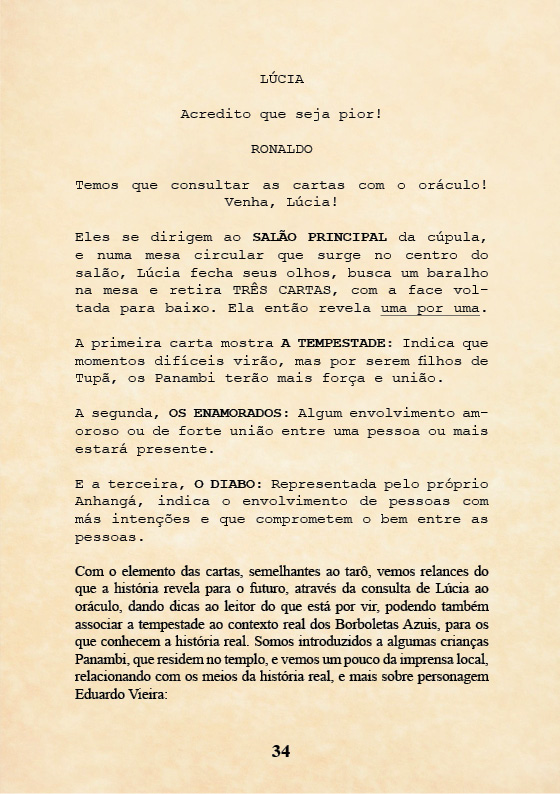 LÚCIA
Acredito que seja pior!
RONALDO
Temos que consultar as cartas com o oráculo!
Venha, Lúcia!
Eles se dirigem ao SALÃO PRINCIPAL da cúpula,
e numa mesa circular que surge no centro do
salão, Lúcia fecha seus olhos, busca um baralho
na mesa e retira TRÊS CARTAS, com a face vol-
tada para baixo. Ela então revela uma por uma.
A primeira carta mostra A TEMPESTADE: Indica que
momentos difíceis virão, mas por serem filhos de
Tupã, os Panambi terão mais força e união.
A segunda, OS ENAMORADOS: Algum envolvimento am-
oroso ou de forte união entre uma pessoa ou mais
estará presente.
E a terceira, O DIABO: Representada pelo próprio
Anhangá, indica o envolvimento de pessoas com
más intenções e que comprometem o bem entre as
pessoas.
Com o elemento das cartas, semelhantes ao tarô, vemos relances do
que a história revela para o futuro, através da consulta de Lúcia ao
oráculo, dando dicas ao leitor do que está por vir, podendo também
associar a tempestade ao contexto real dos Borboletas Azuis, para os
que conhecem a história real. Somos introduzidos a algumas crianças
Panambi, que residem no templo, e vemos um pouco da imprensa local,
relacionando com os meios da história real, e mais sobre personagem
Eduardo Vieira:
34